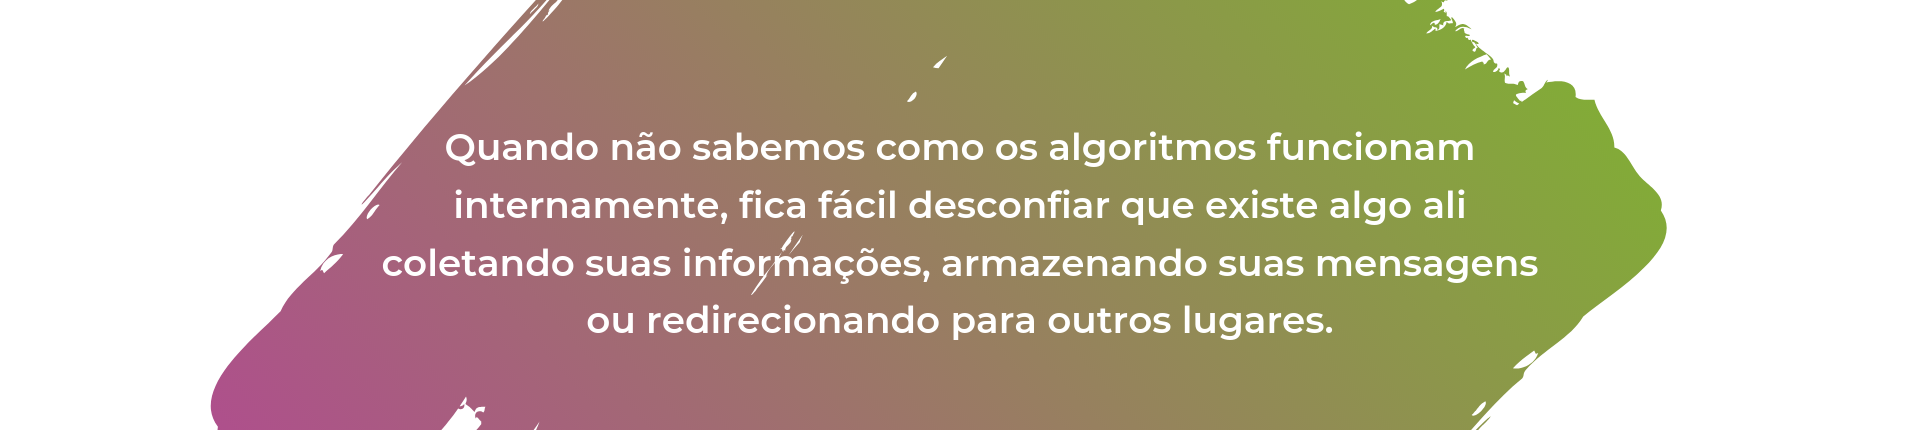 Quando não sabemos como os algoritmos funcionam
internamente, fica fácil desconfiar que existe algo ali
coletando suas informações, armazenando suas mensagens
ou redirecionando para outros lugares.